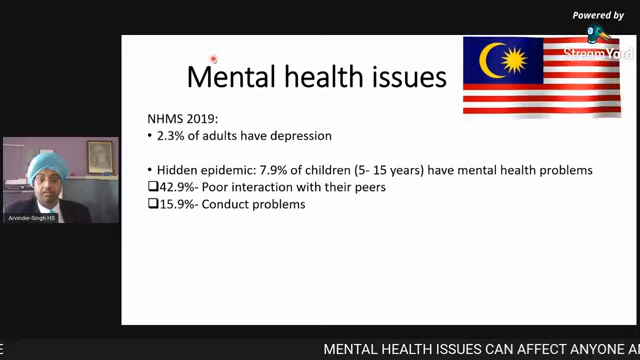 Powered by
StreamYard
Mental health issues
NHMS 2019:
• 2.3% of adults have depression
• Hidden epidemic: 7.9% of children (5- 15 years) have mental health problems
❑42.9%- Poor interaction with their peers
❑15.9%- Conduct problems
Arvinder-Singh HS
E
MENTAL HEALTH ISSUES CAN AFFECT ANYONE A